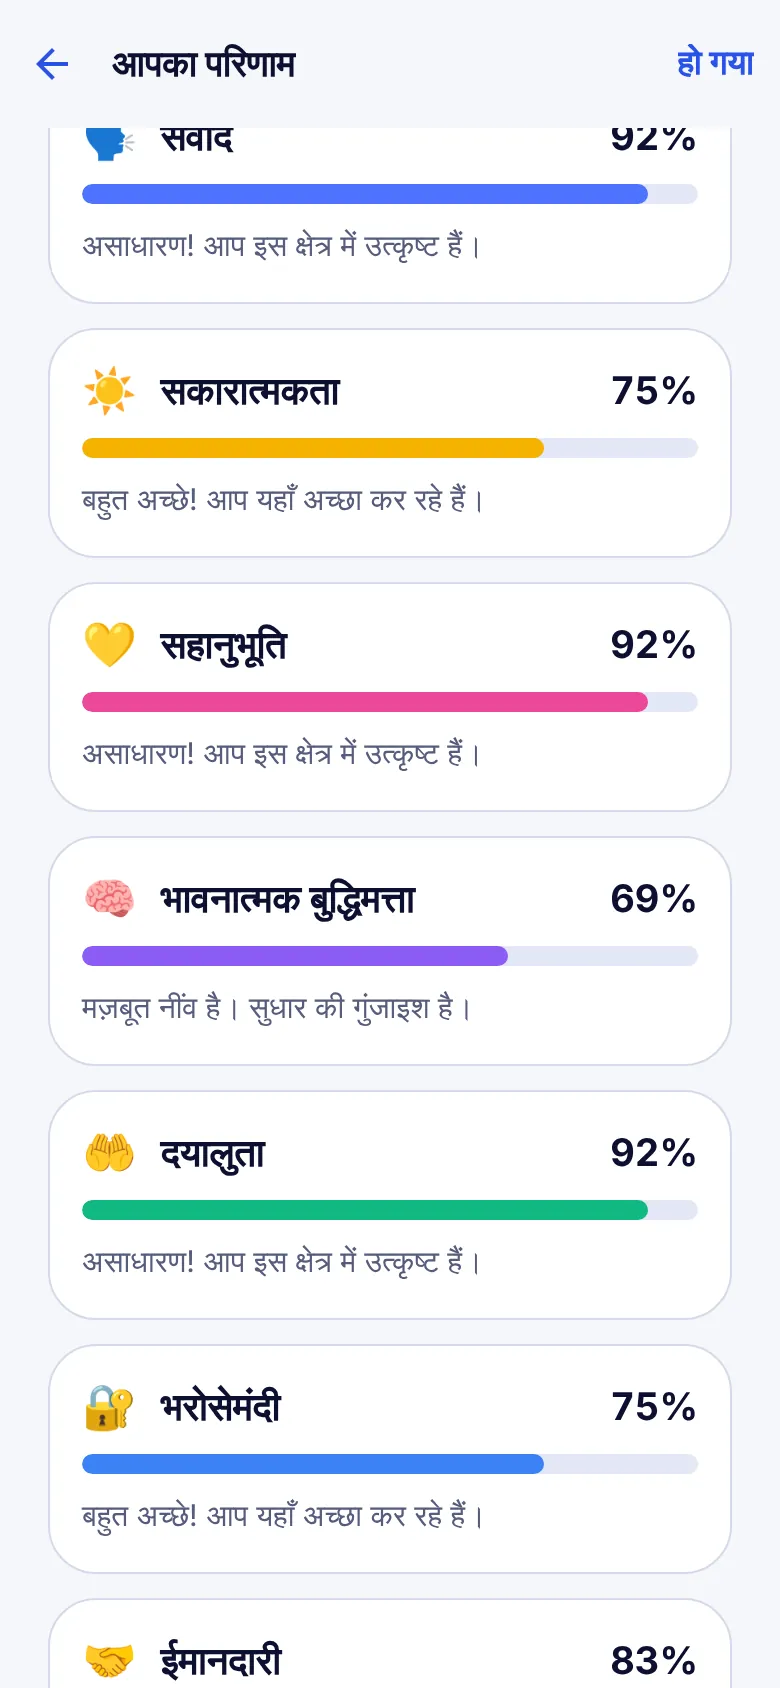 आपका परिणाम
हो गया
संवाद 92%
असाधारण! आप इस क्षेत्र में उत्कृष्ट हैं।
सकारात्मकता 75%
बहुत अच्छे! आप यहाँ अच्छा कर रहे हैं।
सहानुभूति 92%
असाधारण! आप इस क्षेत्र में उत्कृष्ट हैं।
भावनात्मक बुद्धिमत्ता 69%
मज़बूत नींव है। सुधार की गुंजाइश है।
दयालुता 92%
असाधारण! आप इस क्षेत्र में उत्कृष्ट हैं।
भरोसेमंदी 75%
बहुत अच्छे! आप यहाँ अच्छा कर रहे हैं।
ईमानदारी 83%